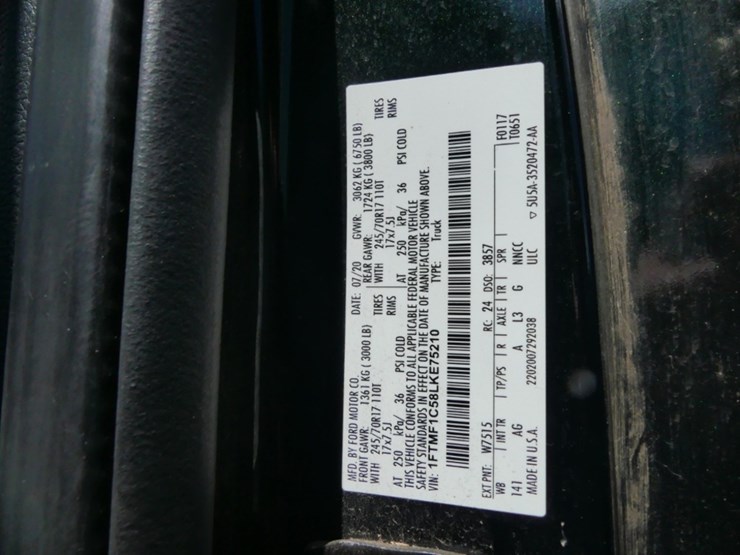 MFD. BY FORD MOTOR CO. DATE: 07/20 GVWR: 3062 KG ( 6750 LB)
FRONT GAWR: 1361 KG ( 3000 LB) REAR GAWR: 1724 KG ( 3800 LB)
WITH 245/70R17 110T TIRES WITH 245/70R17 110T TIRES
17x7.5J RIMS 17x7.5J RIMS
AT 250 kPa/ 36 PSI COLD AT 250 kPa/ 36 PSI COLD
THIS VEHICLE CONFORMS TO ALL APPLICABLE FEDERAL MOTOR VEHICLE
SAFETY STANDARDS IN EFFECT ON THE DATE OF MANUFACTURE SHOWN ABOVE.
VIN: 1FTMF1C58LKE75210 TYPE: Truck
EXT PNT: W7515 RC: 24 DSO: 3857 F0117
WB INT TR TP/PS R AXLE TR SPR T0651
141 AG A L3 G NNCC
MADE IN U.S.A. 2202007292038 ULC ▽ 5U5A-3520472-AA